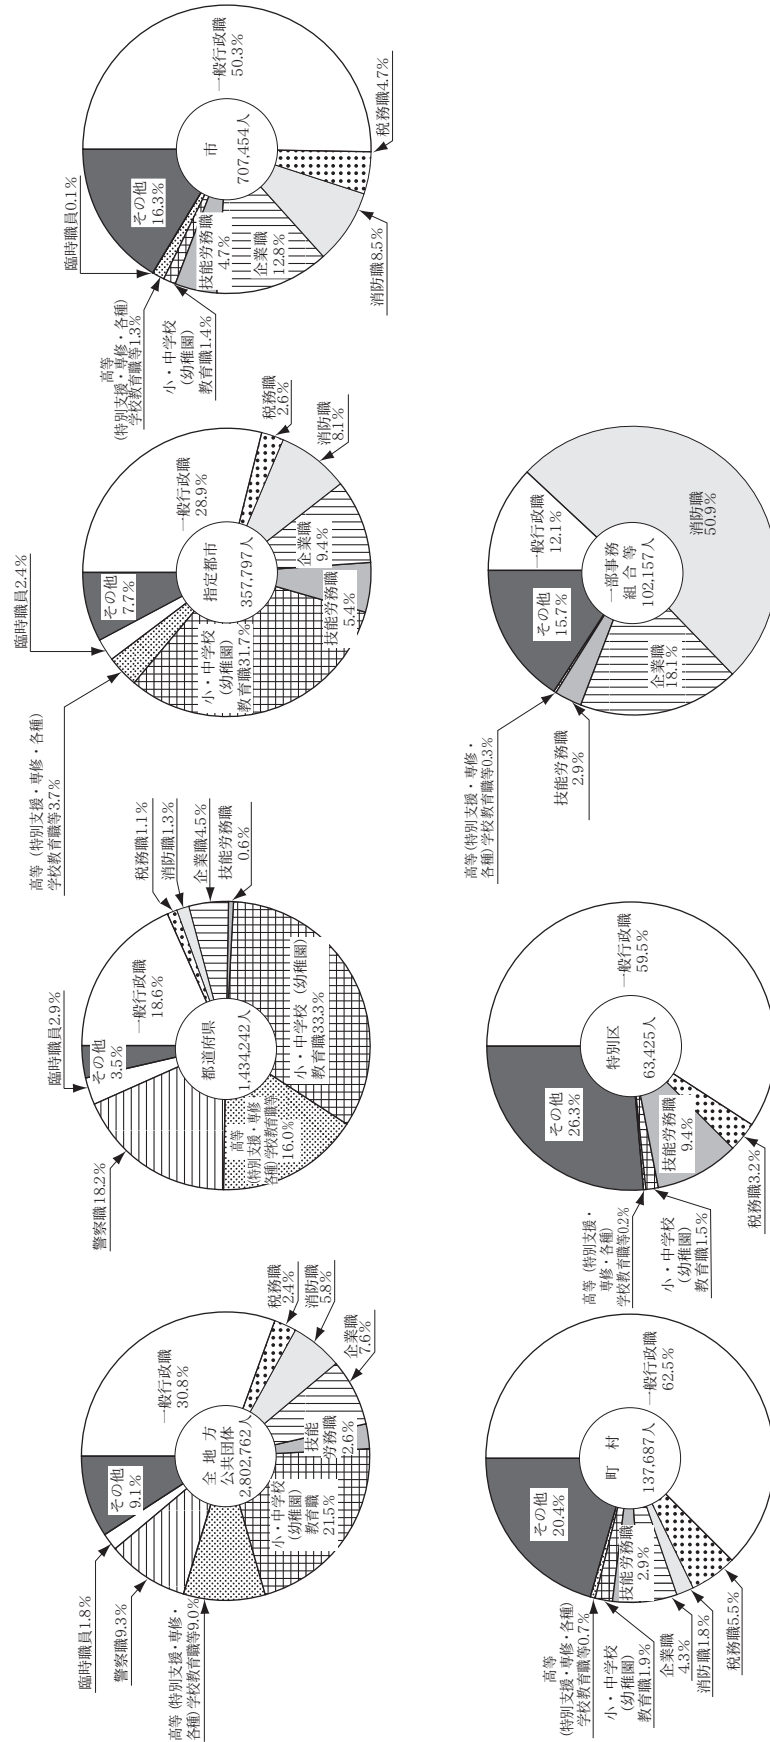 全 地 方
公共団体
2,802,762人
一般行政職
30.8%
税務職
2.4%
消防職
5.8%
企業職
7.6%
技能
労務職
2.6%
小・中学校
(幼稚園)
教育職
21.5%
高等 (特別支援・専修・
各種) 学校教育職等9.0%
警察職9.3%
臨時職員1.8%
その他
9.1%
都道府県
1,434,242人
一般行政職
18.6%
税務職1.1%
消防職1.3%
企業職4.5%
技能労務職
0.6%
小・中学校 (幼稚園)
教育職33.3%
高等
(特別支援・専修
各種) 学校教育職等
16.0%
警察職18.2%
臨時職員2.9%
その他
3.5%
指定都市
357,797人
一般行政職
28.9%
税務職
2.6%
消防職
8.1%
企業職
9.4%
技能労務職
5.4%
小・中学校
(幼稚園)
教育職31.7%
高等 (特別支援・専修・各種)
学校教育職等3.7%
臨時職員2.4%
その他
7.7%
市
707,454人
一般行政職
50.3%
税務職4.7%
消防職8.5%
企業職
12.8%
技能労務職
4.7%
小・中学校
(幼稚園)
教育職1.4%
高等
(特別支援・専修・各種)
学校教育職等1.3%
臨時職員0.1%
その他
16.3%
町 村
137,687人
一般行政職
62.5%
税務職5.5%
消防職1.8%
企業職
4.3%
技能労務職
2.9%
小・中学校
(幼稚園)
教育職1.9%
高等
(特別支援・専修・各種)
学校教育職等0.7%
その他
20.4%
特別区
63,425人
一般行政職
59.5%
税務職3.2%
技能労務職
9.4%
小・中学校
(幼稚園)
教育職1.5%
高等 (特別支援・
専修・各種)
学校教育職等0.2%
その他
26.3%
一部事務
組 合 等
102,157人
一般行政職
12.1%
消防職
50.9%
企業職
18.1%
技能労務職
2.9%
高等 (特別支援・専修・
各種) 学校教育職等0.3%
その他
15.7%